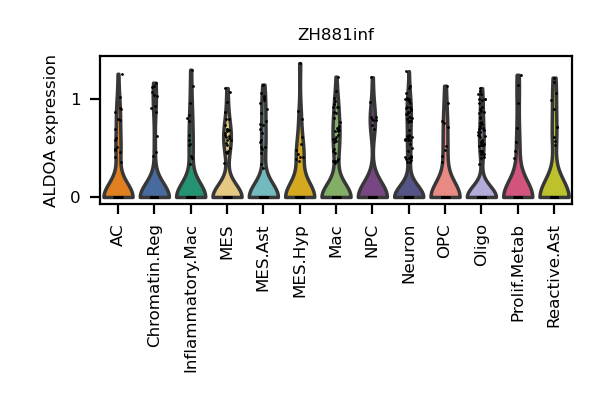 ZH881inf
ALDOA expression
1
0
AC
Chromatin.Reg
Inflammatory.Mac
MES
MES.Ast
MES.Hyp
Mac
NPC
Neuron
OPC
Oligo
Prolif.Metab
Reactive.Ast